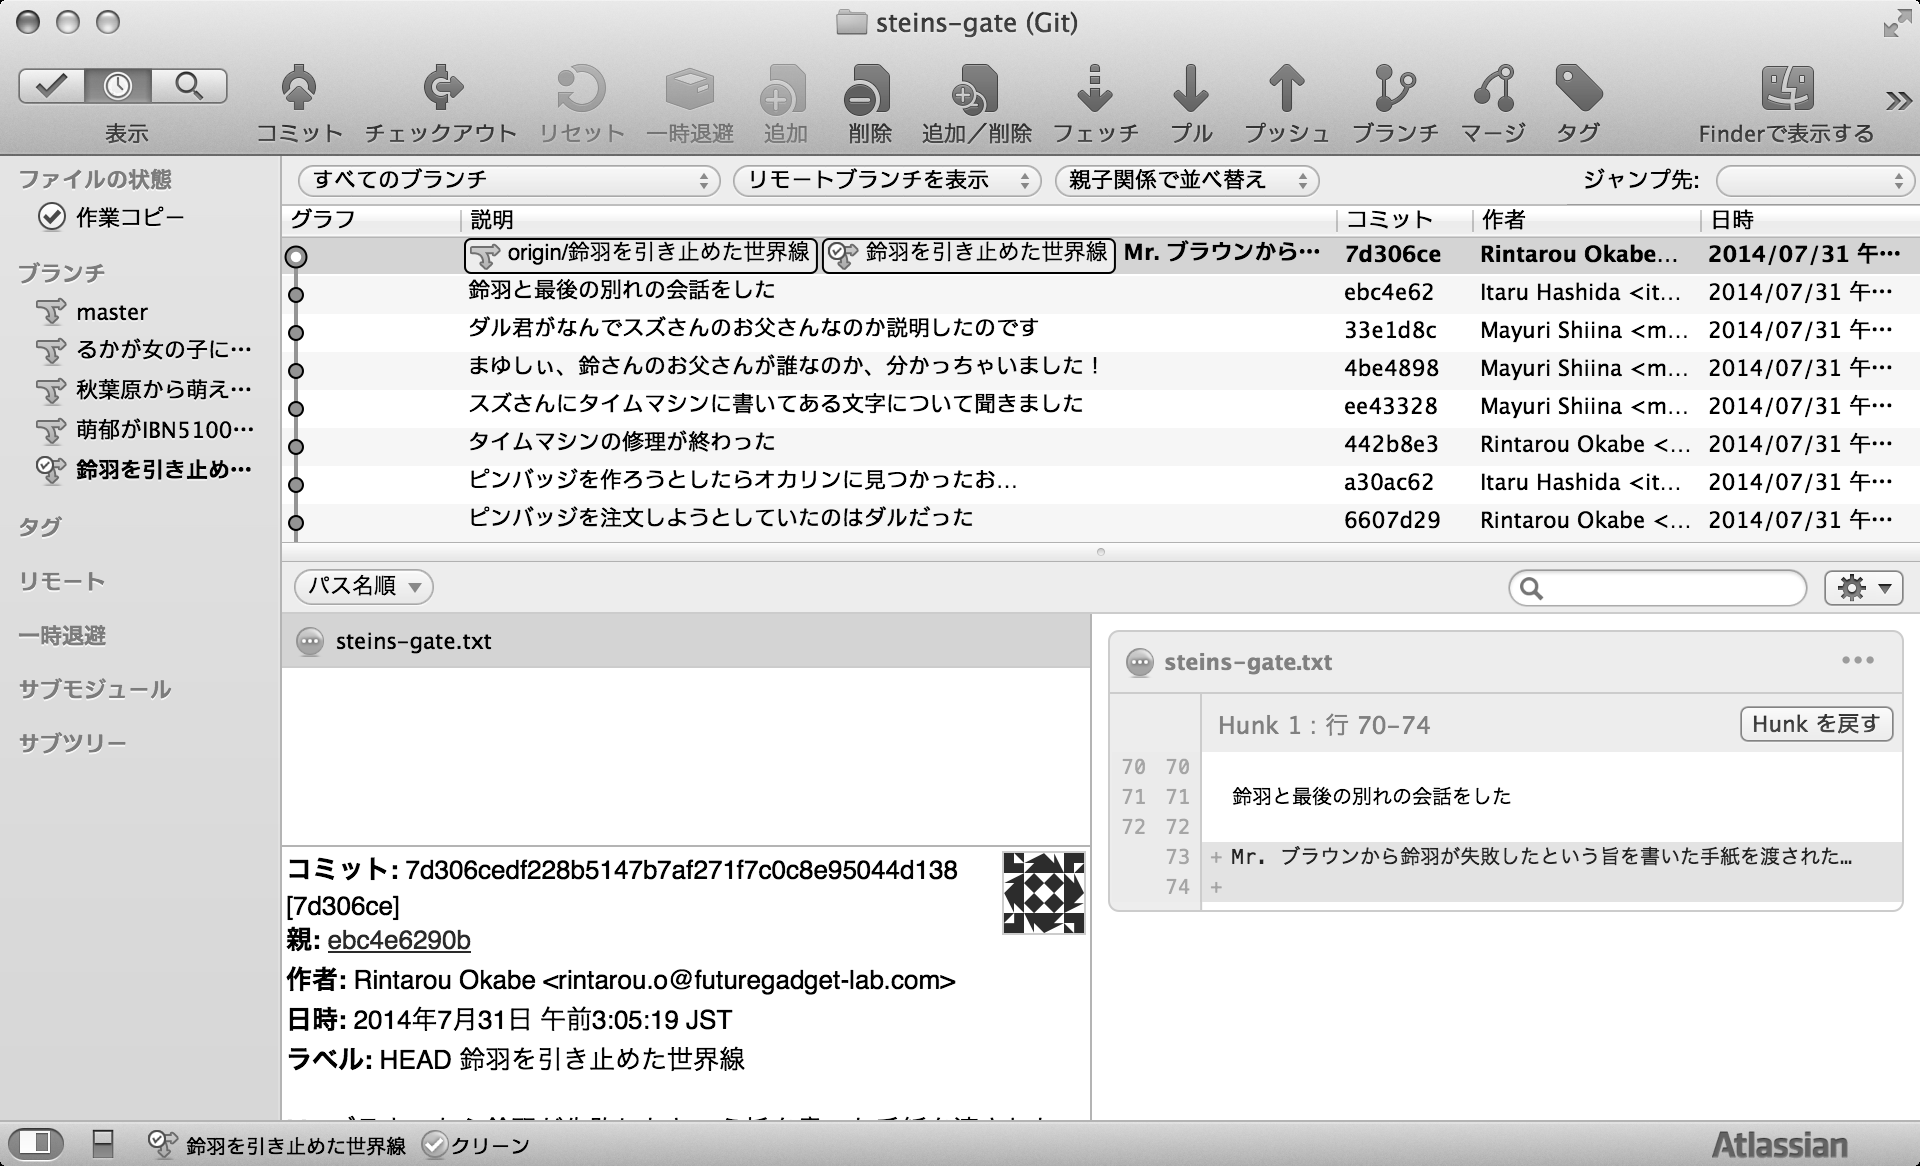 steins-gate (Git)
表示
コミット
チェックアウト
リセット
一時退避
追加
削除
追加／削除
フェッチ
プル
プッシュ
ブランチ
マージ
タグ
Finderで表示する
ファイルの状態
作業コピー
ブランチ
master
るかが女の子に…
秋葉原から萌え…
萌郁がIBN5100…
鈴羽を引き止め…
タグ
リモート
一時退避
サブモジュール
サブツリー
すべてのブランチ
リモートブランチを表示
親子関係で並べ替え
ジャンプ先:
グラフ 説明 コミット 作者 日時
origin/鈴羽を引き止めた世界線 鈴羽を引き止めた世界線 Mr. ブラウンから… 7d306ce Rintarou Okabe… 2014/07/31 午…
鈴羽と最後の別れの会話をした ebc4e62 Itaru Hashida <it… 2014/07/31 午…
ダル君がなんでスズさんのお父さんなのか説明したのです 33e1d8c Mayuri Shiina <m… 2014/07/31 午…
まゆしぃ、鈴さんのお父さんが誰なのか、分かっちゃいました！ 4be4898 Mayuri Shiina <m… 2014/07/31 午…
スズさんにタイムマシンに書いてある文字について聞きました ee43328 Mayuri Shiina <m… 2014/07/31 午…
タイムマシンの修理が終わった 442b8e3 Rintarou Okabe <… 2014/07/31 午…
ピンバッジを作ろうとしたらオカリンに見つかったお… a30ac62 Itaru Hashida <it… 2014/07/31 午…
ピンバッジを注文しようとしていたのはダルだった 6607d29 Rintarou Okabe <… 2014/07/31 午…
パス名順
steins-gate.txt
コミット: 7d306cedf228b5147b7af271f7c0c8e95044d138
[7d306ce]
親: ebc4e6290b
作者: Rintarou Okabe <rintarou.o@futuregadget-lab.com>
日時: 2014年7月31日 午前3:05:19 JST
ラベル: HEAD 鈴羽を引き止めた世界線
steins-gate.txt
Hunk 1 : 行 70-74
Hunk を戻す
70 70
71 71 鈴羽と最後の別れの会話をした
72 72
73 + Mr. ブラウンから鈴羽が失敗したという旨を書いた手紙を渡された…
74 +
鈴羽を引き止めた世界線
クリーン
Atlassian